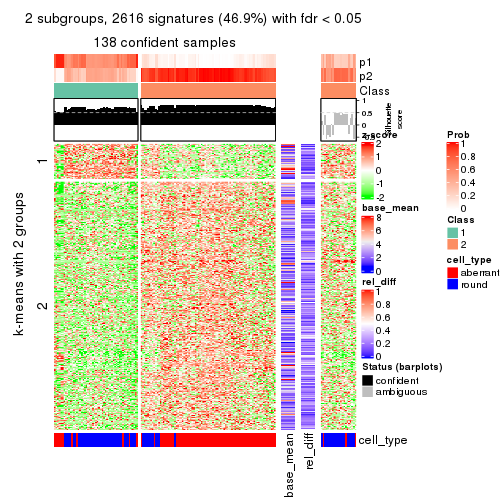 2 subgroups, 2616 signatures (46.9%) with fdr < 0.05
138 confident samples
p1
p2
Class
1
0.5
0
-0.5
Silhouette
score
k-means with 2 groups
1
2
z-score
2
1
0
-1
-2
base_mean
8
6
4
2
0
rel_diff
1
0.8
0.6
0.4
0.2
0
Status (barplots)
confident
ambiguous
Prob
1
0.8
0.6
0.4
0.2
0
Class
1
2
cell_type
aberrant
round
cell_type
base_mean
rel_diff